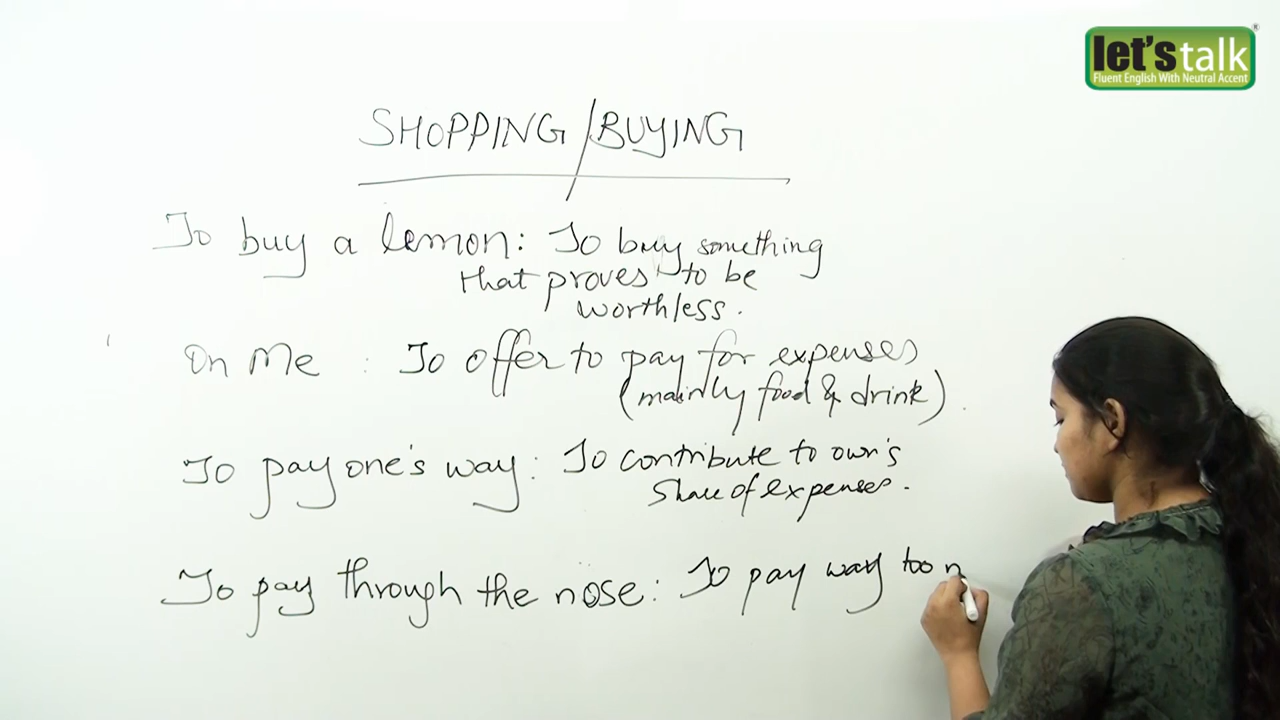 let's talk
Fluent English With Neutral Accent
SHOPPING/BUYING
To buy a lemon: To buy something
that proves to be
worthless.
On Me : To offer to pay for expenses
(mainly food & drink).
To pay one's way: To contribute to own's
Share of expenses.
To pay through the nose: To pay way too